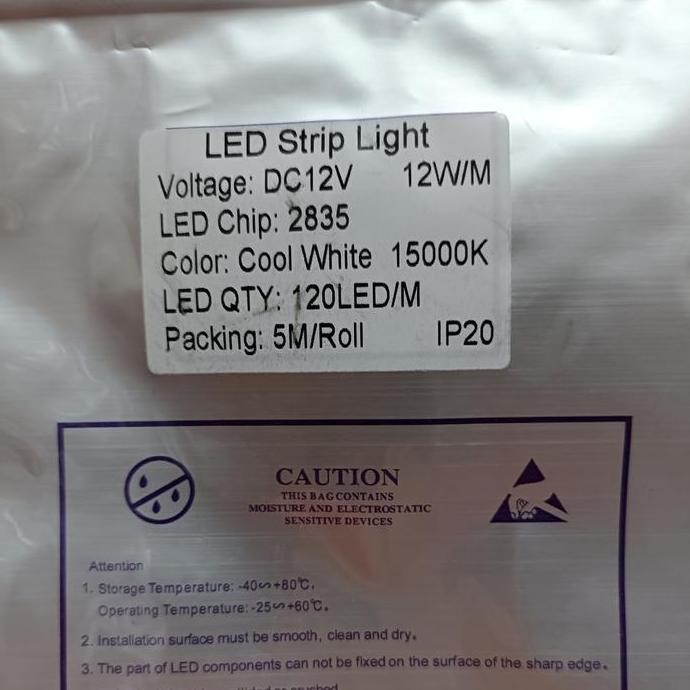 LED Strip Light
Voltage: DC12V 12W/M
LED Chip: 2835
Color: Cool White 15000K
LED QTY: 120LED/M
Packing: 5M/Roll IP20
CAUTION
THIS BAG CONTAINS
MOISTURE AND ELECTROSTATIC
SENSITIVE DEVICES
Attention
1. Storage Temperature: -40∽+80℃.
Operating Temperature: -25∽+60℃.
2. Installation surface must be smooth, clean and dry.
3. The part of LED components can not be fixed on the surface of the sharp edge.